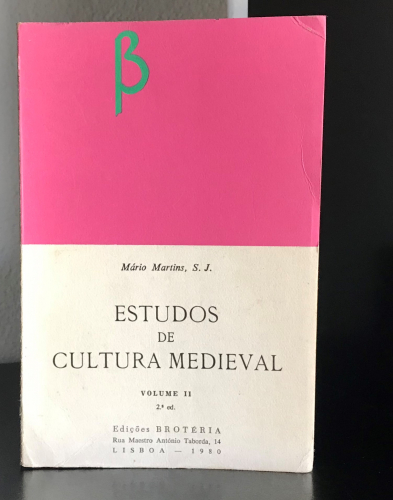 β
Mário Martins, S. J.
ESTUDOS
DE
CULTURA MEDIEVAL
VOLUME II
2.ª ed.
Edições BROTÉRIA
Rua Maestro António Taborda, 14
LISBOA — 1980